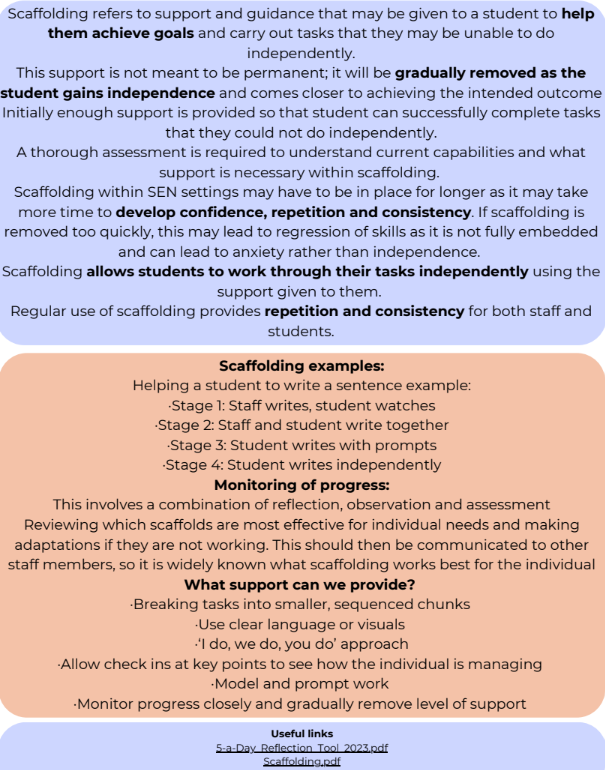 Scaffolding refers to support and guidance that may be given to a student to help
them achieve goals and carry out tasks that they may be unable to do
independently.
This support is not meant to be permanent; it will be gradually removed as the
student gains independence and comes closer to achieving the intended outcome
Initially enough support is provided so that student can successfully complete tasks
that they could not do independently.
A thorough assessment is required to understand current capabilities and what
support is necessary within scaffolding.
Scaffolding within SEN settings may have to be in place for longer as it may take
more time to develop confidence, repetition and consistency. If scaffolding is
removed too quickly, this may lead to regression of skills as it is not fully embedded
and can lead to anxiety rather than independence.
Scaffolding allows students to work through their tasks independently using the
support given to them.
Regular use of scaffolding provides repetition and consistency for both staff and
students.
Scaffolding examples:
Helping a student to write a sentence example:
·Stage 1: Staff writes, student watches
·Stage 2: Staff and student write together
·Stage 3: Student writes with prompts
·Stage 4: Student writes independently
Monitoring of progress:
This involves a combination of reflection, observation and assessment
Reviewing which scaffolds are most effective for individual needs and making
adaptations if they are not working. This should then be communicated to other
staff members, so it is widely known what scaffolding works best for the individual
What support can we provide?
·Breaking tasks into smaller, sequenced chunks
·Use clear language or visuals
·‘I do, we do, you do’ approach
·Allow check ins at key points to see how the individual is managing
·Model and prompt work
·Monitor progress closely and gradually remove level of support
Useful links
5-a-Day_Reflection_Tool_2023.pdf
Scaffolding.pdf